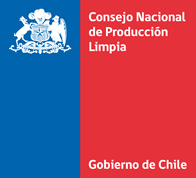 Consejo Nacional
de Producción
Limpia
Gobierno de Chile